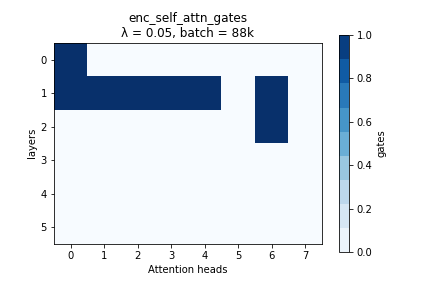 enc_self_attn_gates
λ = 0.05, batch = 88k
0
1
2
3
4
5
layers
0 1 2 3 4 5 6 7
Attention heads
1.0
0.8
0.6
0.4
0.2
0.0
gates